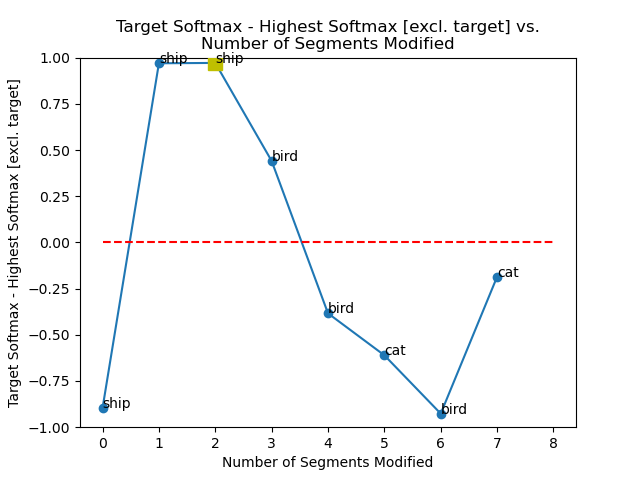 Target Softmax - Highest Softmax [excl. target] vs.
Number of Segments Modified
Target Softmax - Highest Softmax [excl. target]
1.00
0.75
0.50
0.25
0.00
−0.25
−0.50
−0.75
−1.00
ship
ship
ship
bird
bird
cat
bird
cat
0 1 2 3 4 5 6 7 8
Number of Segments Modified